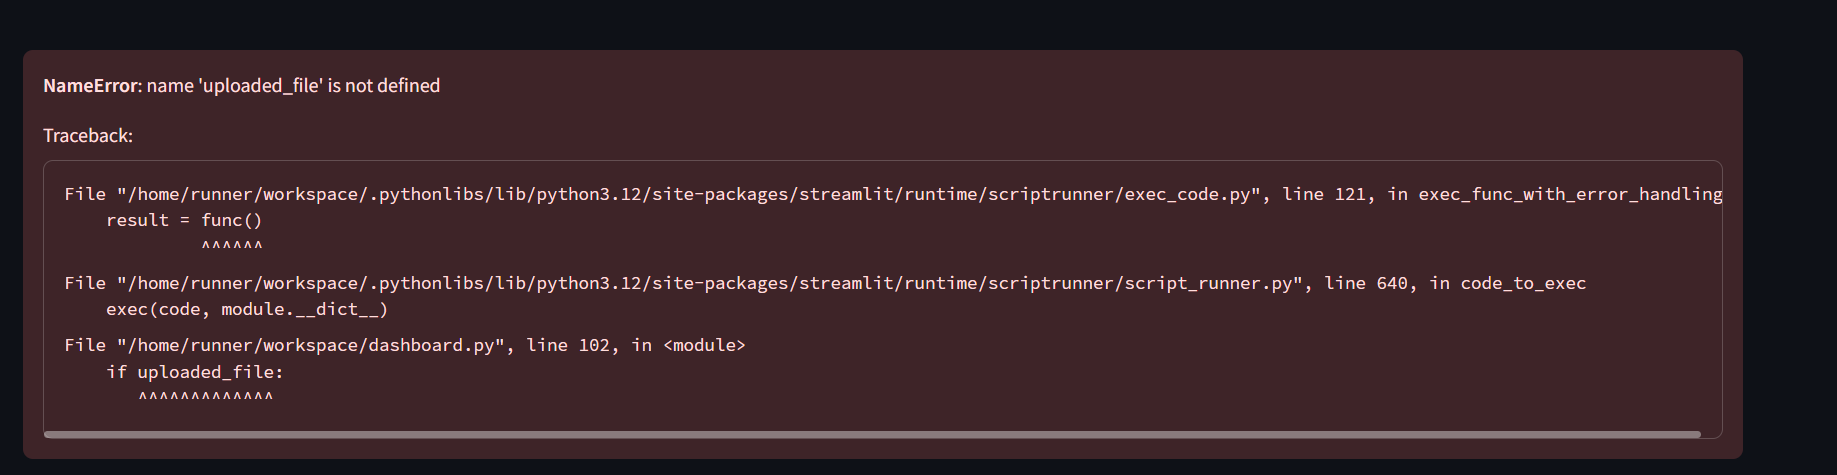 NameError: name 'uploaded_file' is not defined
Traceback:
File "/home/runner/workspace/.pythonlibs/lib/python3.12/site-packages/streamlit/runtime/scriptrunner/exec_code.py", line 121, in exec_func_with_error_handling
    result = func()
             ^^^^^^
File "/home/runner/workspace/.pythonlibs/lib/python3.12/site-packages/streamlit/runtime/scriptrunner/script_runner.py", line 640, in code_to_exec
    exec(code, module.__dict__)
File "/home/runner/workspace/dashboard.py", line 102, in <module>
    if uploaded_file:
       ^^^^^^^^^^^^^